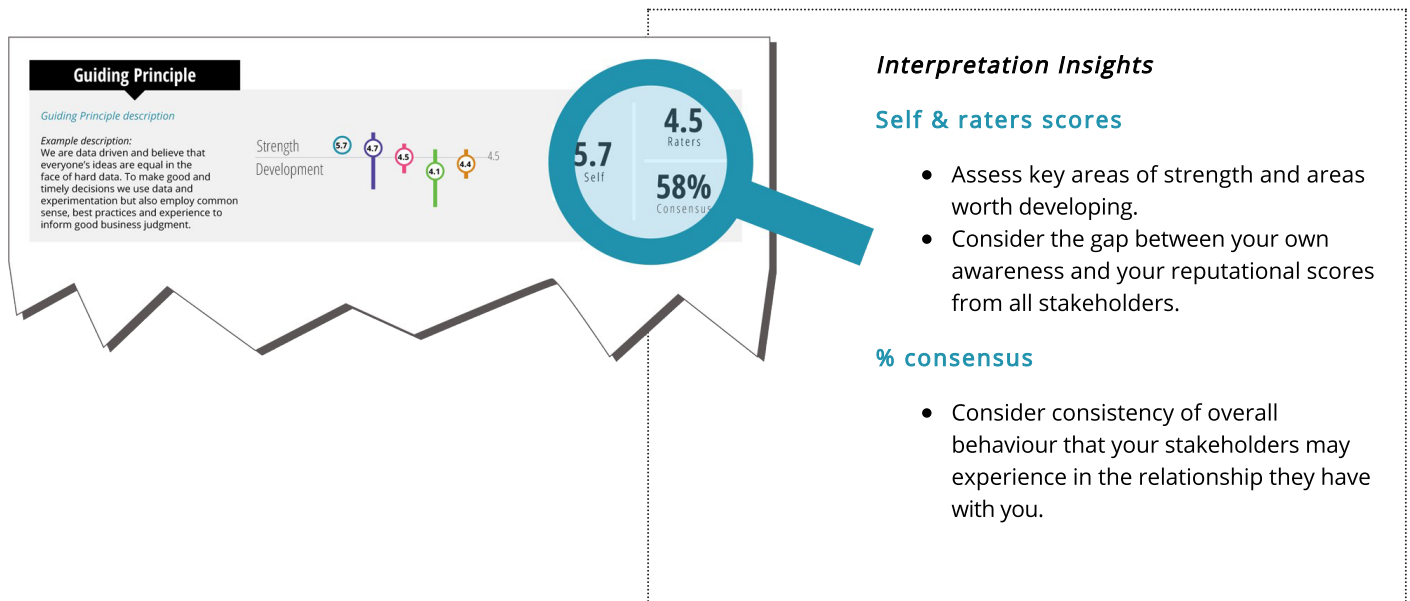 Guiding Principle
Guiding Principle description
Example description:
We are data driven and believe that
everyone's ideas are equal in the
face of hard data. To make good and
timely decisions we use data and
experimentation but also employ common
sense, best practices and experience to
inform good business judgment.
Strength
Development
5.7
4.7
4.5
4.1
4.4
4.5
5.7
Self
4.5
Raters
58%
Consensus
Interpretation Insights
Self & raters scores
• Assess key areas of strength and areas
worth developing.
• Consider the gap between your own
awareness and your reputational scores
from all stakeholders.
% consensus
• Consider consistency of overall
behaviour that your stakeholders may
experience in the relationship they have
with you.